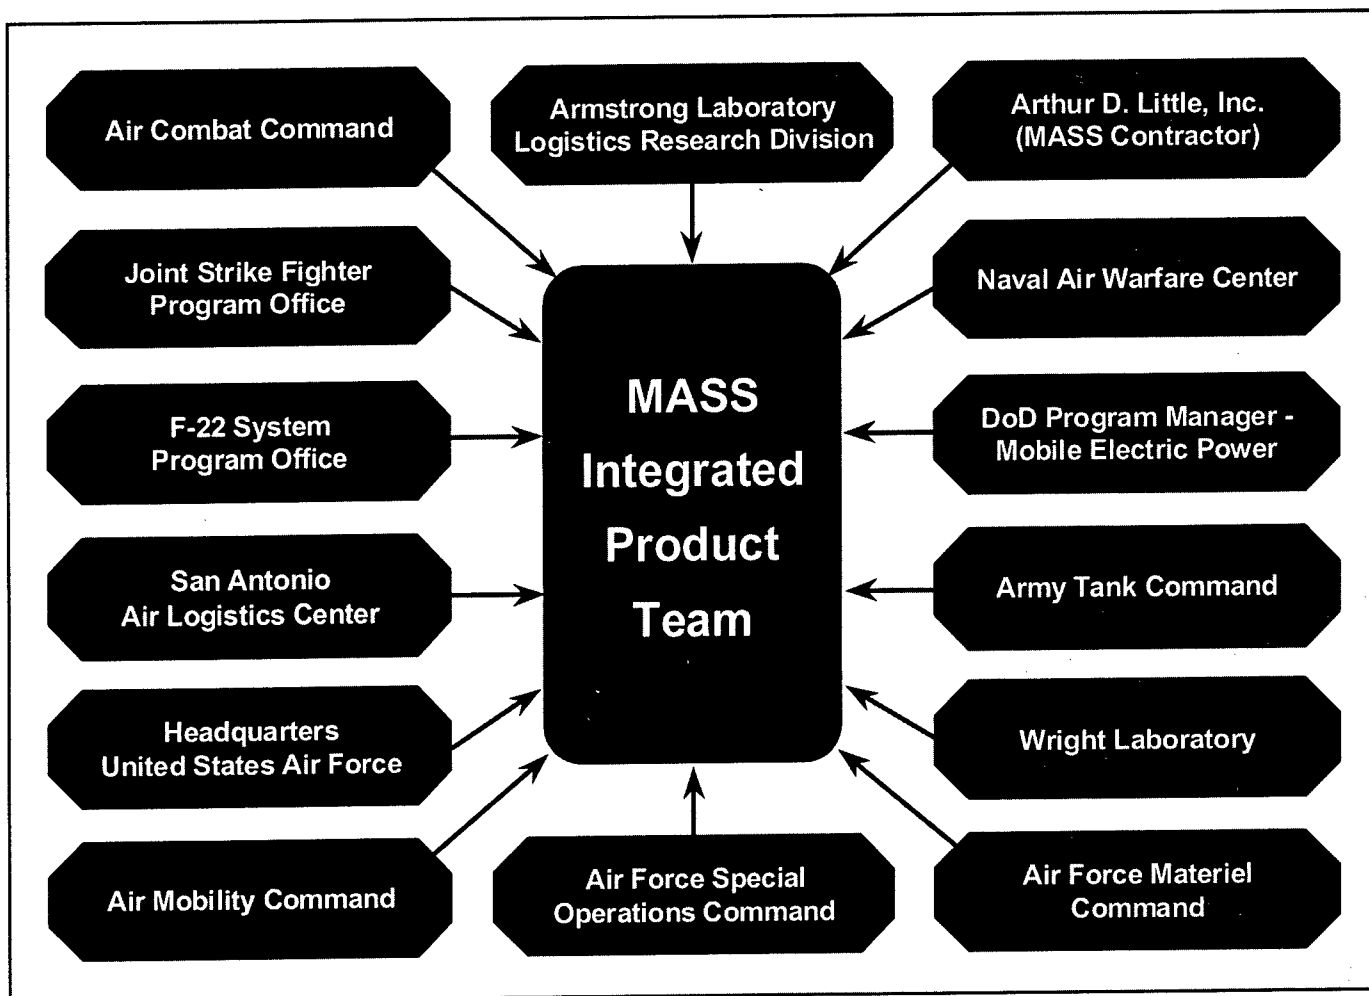 Air Combat Command
Armstrong Laboratory
Logistics Research Division
Arthur D. Little, Inc.
(MASS Contractor)
Joint Strike Fighter
Program Office
Naval Air Warfare Center
MASS
Integrated
Product
Team
F-22 System
Program Office
DoD Program Manager -
Mobile Electric Power
San Antonio
Air Logistics Center
Army Tank Command
Headquarters
United States Air Force
Wright Laboratory
Air Mobility Command
Air Force Special
Operations Command
Air Force Materiel
Command